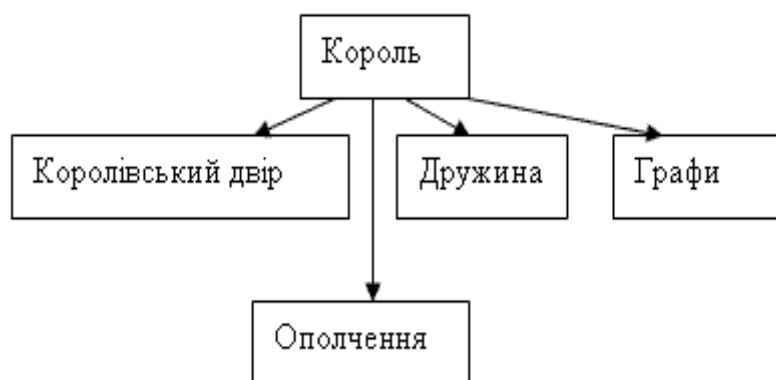 Король
Королівський двір
Дружина
Графи
Ополчення